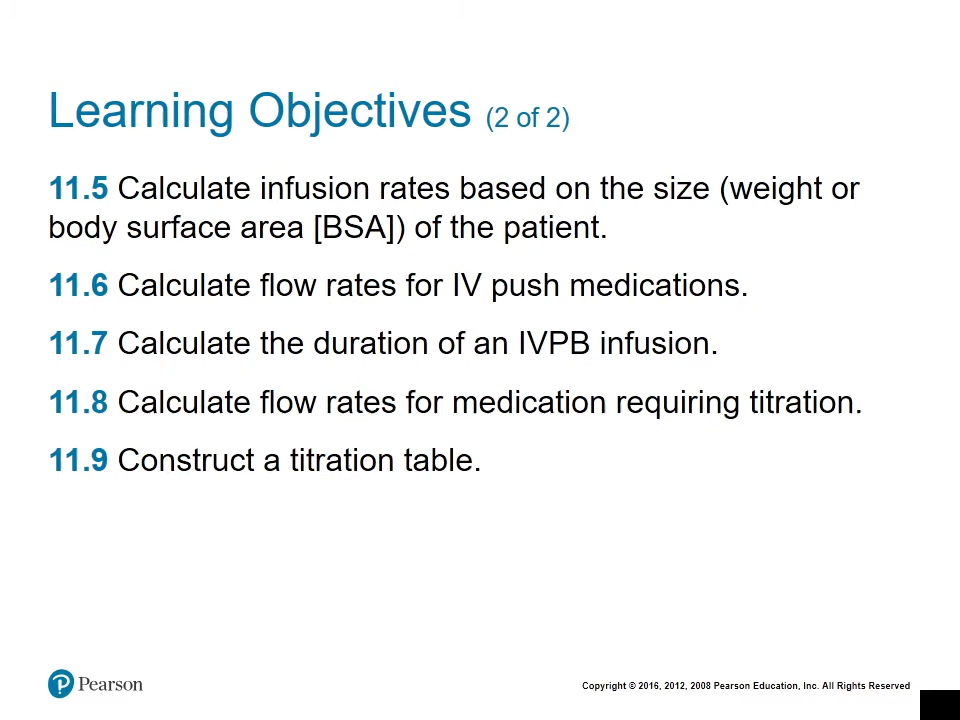 Learning Objectives (2 of 2)
11.5 Calculate infusion rates based on the size (weight or
body surface area [BSA]) of the patient.
11.6 Calculate flow rates for IV push medications.
11.7 Calculate the duration of an IVPB infusion.
11.8 Calculate flow rates for medication requiring titration.
11.9 Construct a titration table.
P Pearson
Copyright © 2016, 2012, 2008 Pearson Education, Inc. All Rights Reserved